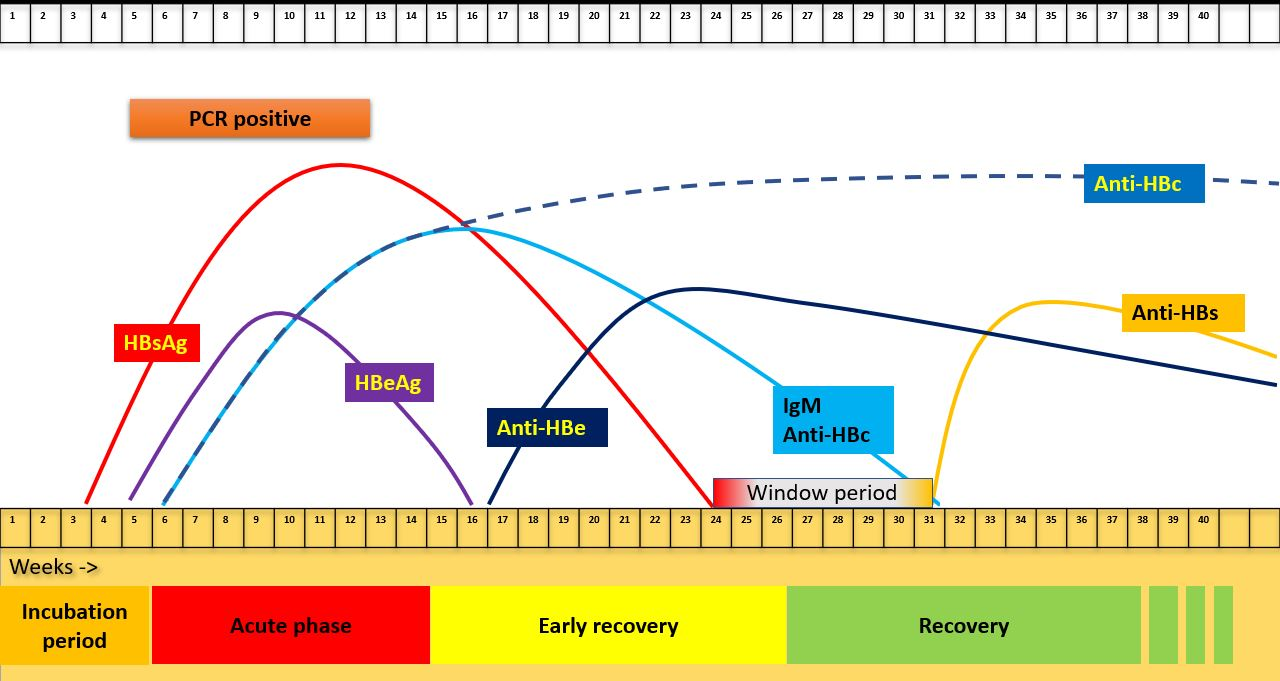 1 2 3 4 5 6 7 8 9 10 11 12 13 14 15 16 17 18 19 20 21 22 23 24 25 26 27 28 29 30 31 32 33 34 35 36 37 38 39 40
PCR positive
Anti-HBc
Anti-HBs
HBsAg
HBeAg
Anti-HBe
IgM
Anti-HBc
Window period
1 2 3 4 5 6 7 8 9 10 11 12 13 14 15 16 17 18 19 20 21 22 23 24 25 26 27 28 29 30 31 32 33 34 35 36 37 38 39 40
Weeks ->
Incubation
period
Acute phase
Early recovery
Recovery